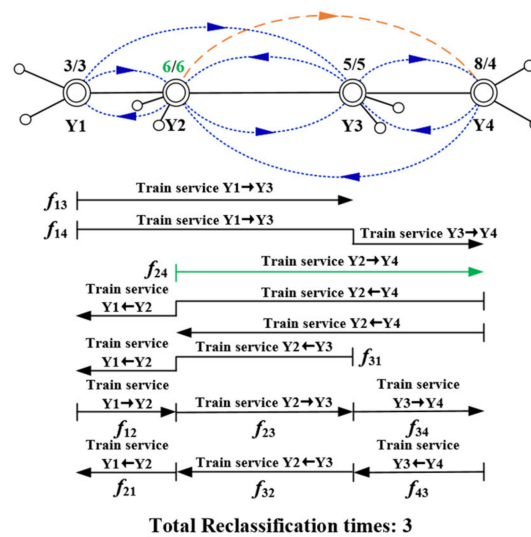 3/3 6/6 5/5 8/4
Y1 Y2 Y3 Y4
Train service Y1→Y3
f13
Train service Y1→Y3
f14
Train service Y3→Y4
Train service Y2→Y4
f24
Train service
Y1←Y2
Train service Y2←Y4
Train service Y2←Y4
Train service
Y1←Y2
Train service Y2←Y3
f31
Train service
Y1→Y2
Train service Y2→Y3
Train service
Y3→Y4
f12 f23 f34
Train service
Y1←Y2
Train service Y2←Y3
Train service
Y3←Y4
f21 f32 f43
Total Reclassification times: 3